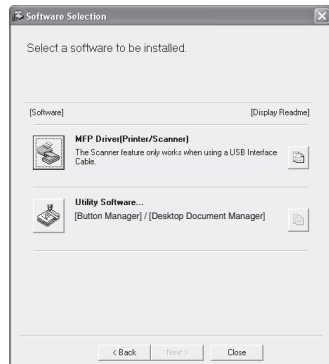 Software Selection
Select a software to be installed.
[Software] [Display Readme]
MFP Driver(Printer/Scanner)
The Scanner feature only works when using a USB Interface
Cable.
Utility Software...
[Button Manager] / [Desktop Document Manager]
< Back Next > Close